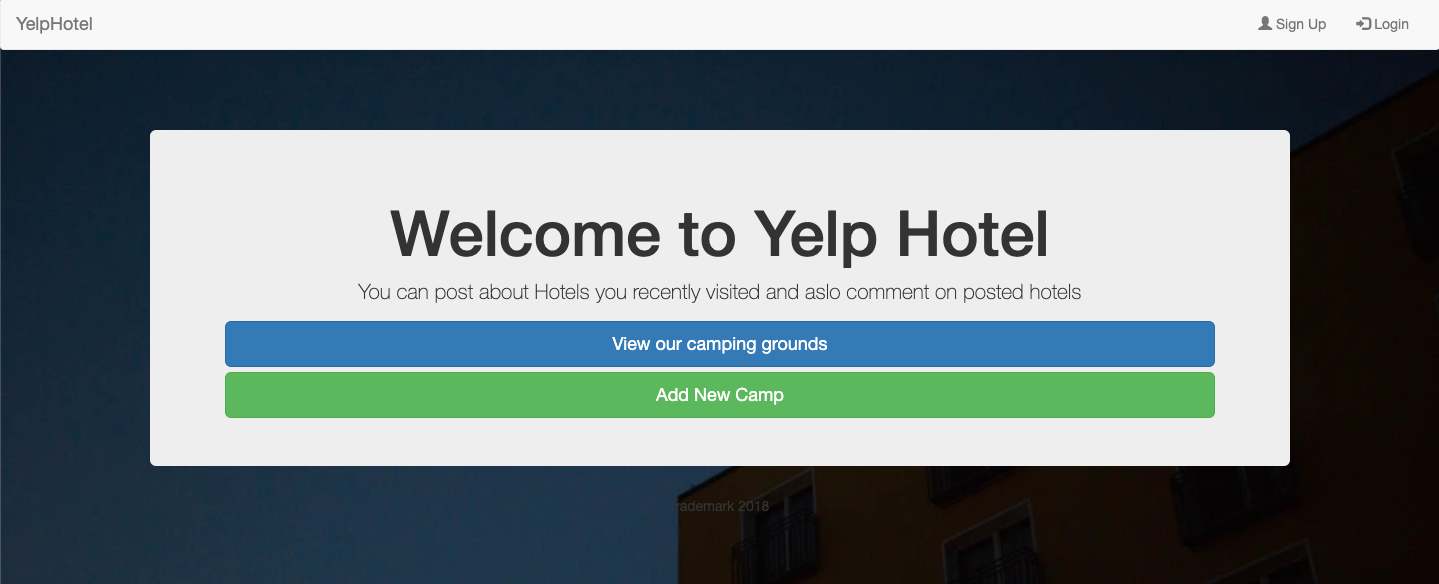 YelpHotel
Sign Up
Login
Welcome to Yelp Hotel
You can post about Hotels you recently visited and aslo comment on posted hotels
View our camping grounds
Add New Camp
rademark 2018